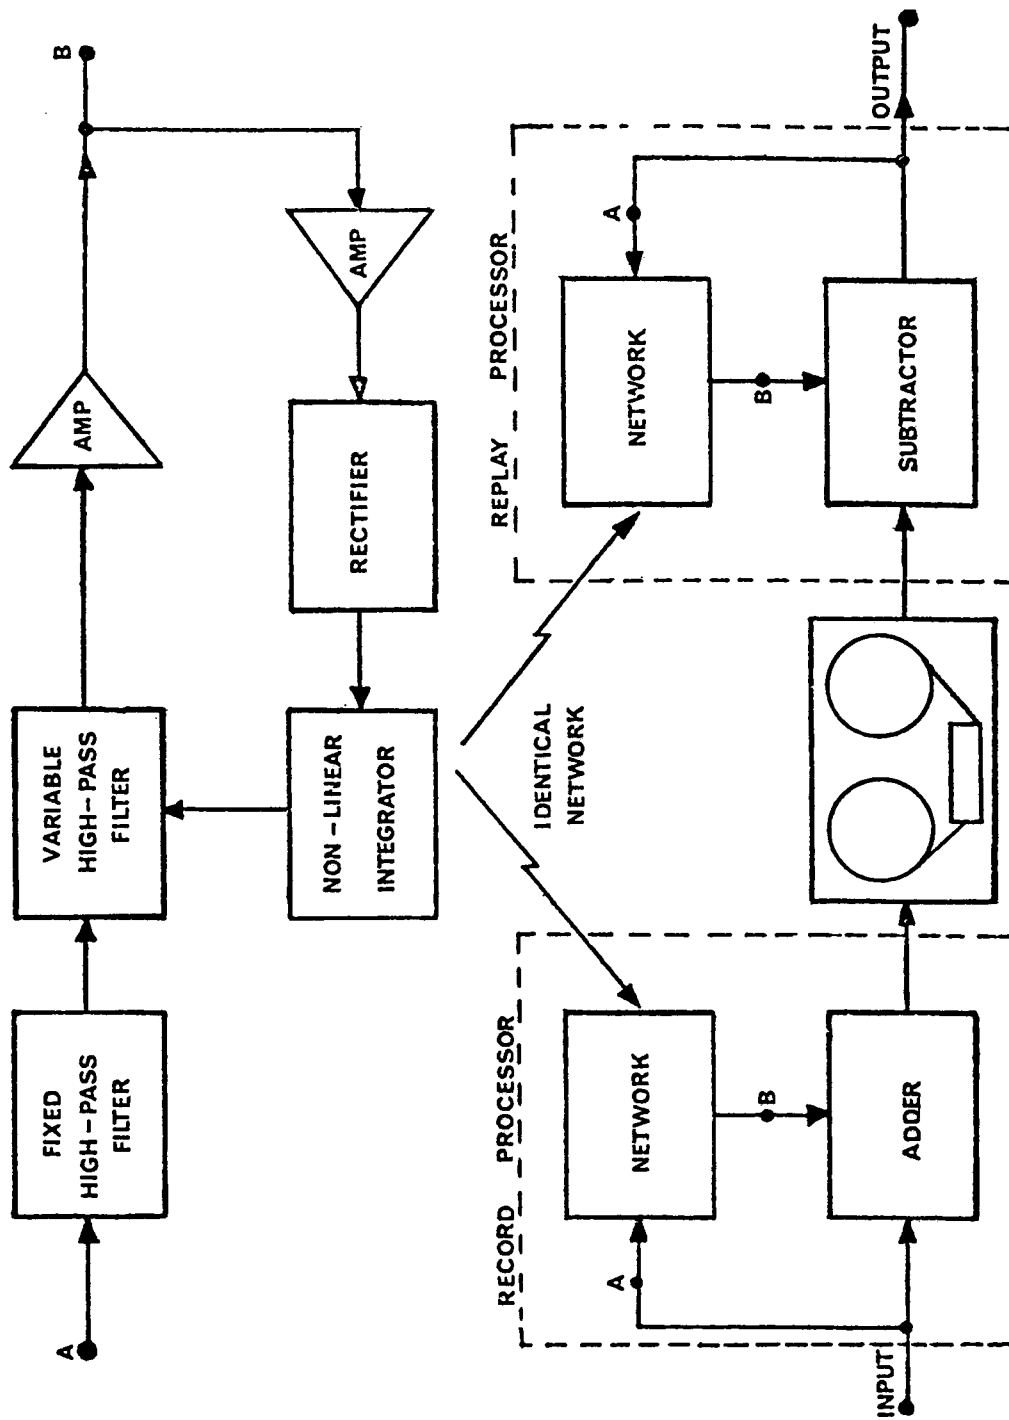 A
FIXED
HIGH-PASS
FILTER
VARIABLE
HIGH-PASS
FILTER
AMP
B
NON-LINEAR
INTEGRATOR
RECTIFIER
AMP
IDENTICAL
NETWORK
RECORD PROCESSOR
A
NETWORK
B
INPUT
ADDER
REPLAY PROCESSOR
NETWORK
A
B
SUBTRACTOR
OUTPUT